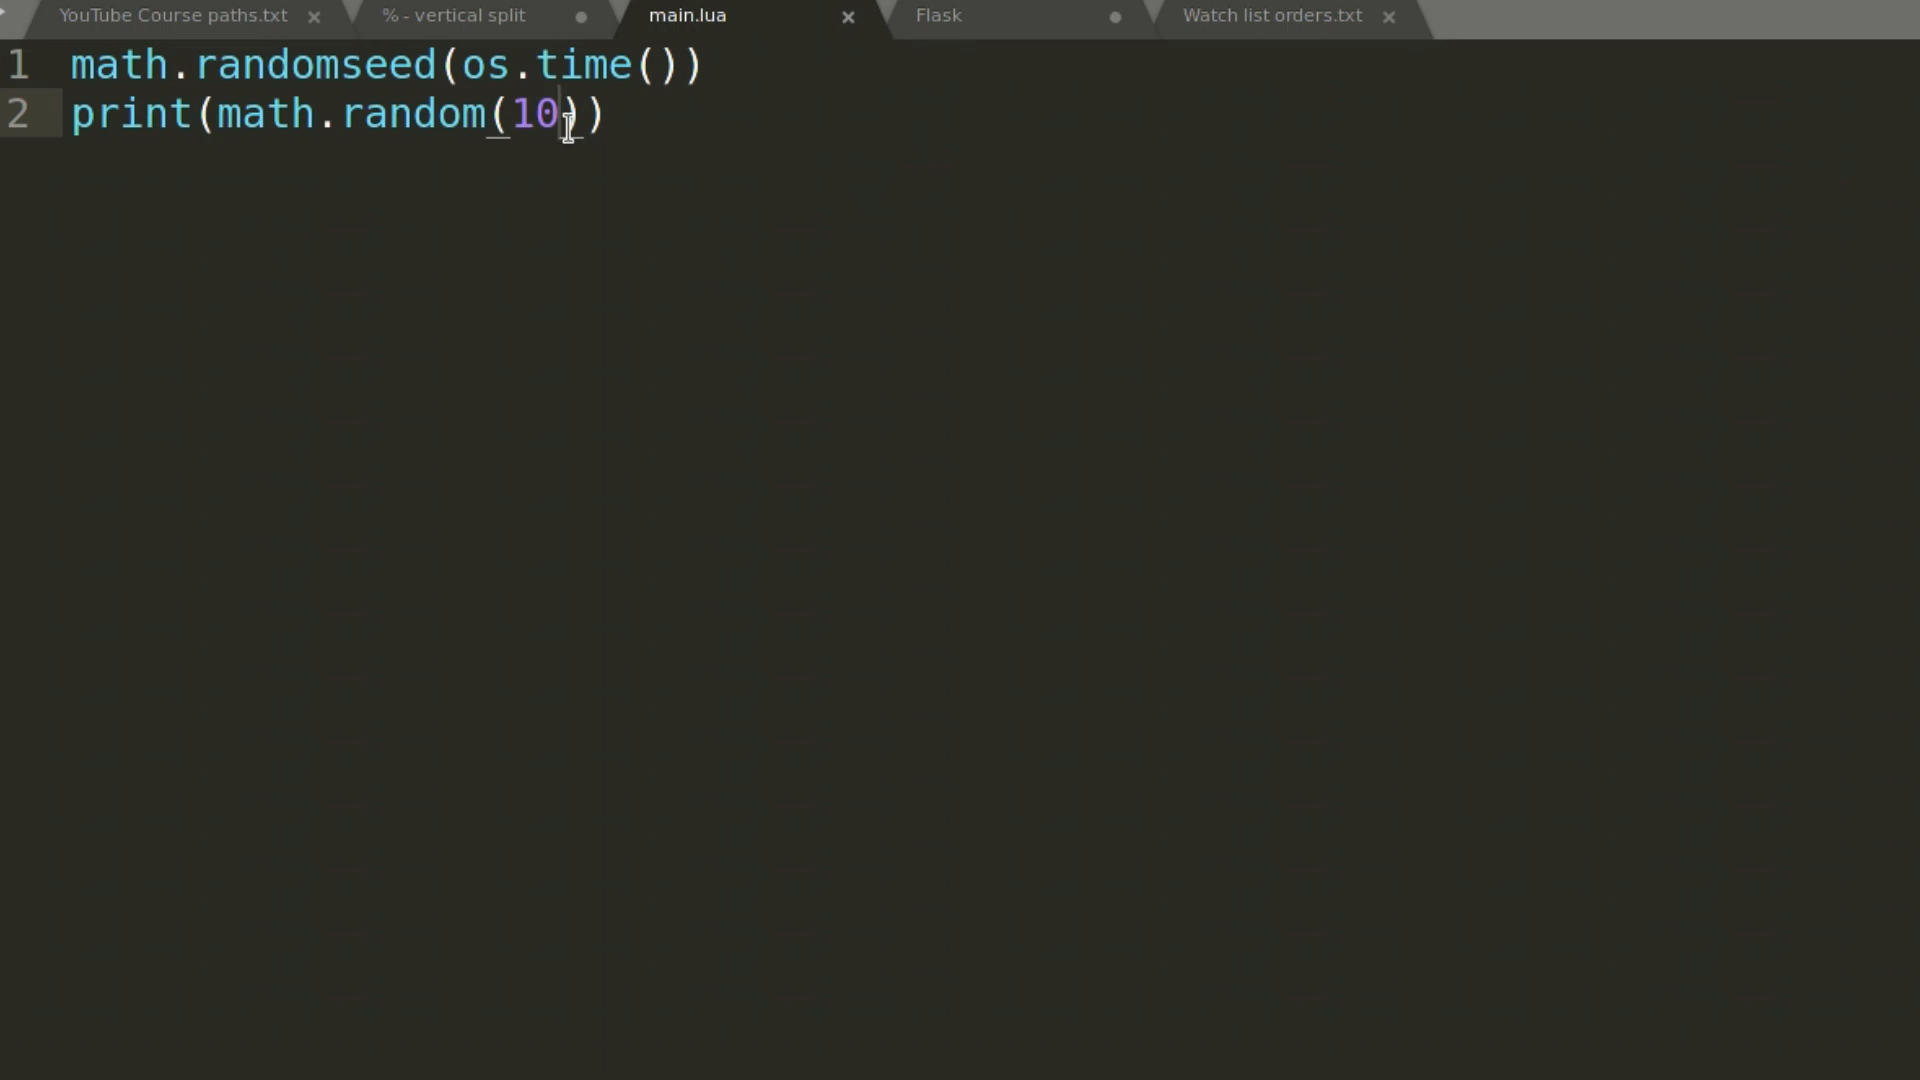 YouTube Course paths.txt × % - vertical split main.lua × Flask Watch list orders.txt ×
1 math.randomseed(os.time())
2 print(math.random(10))